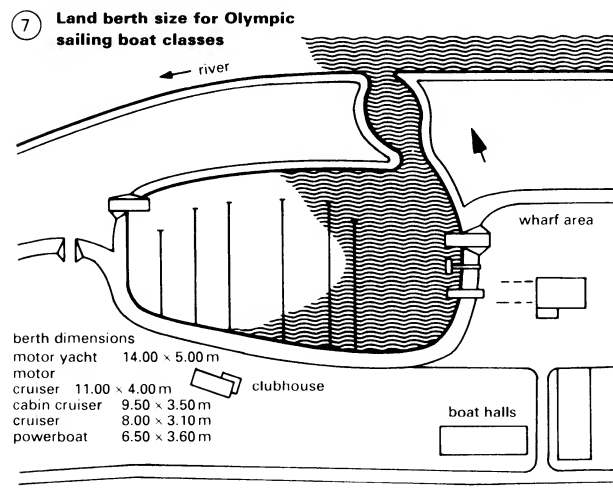 7
Land berth size for Olympic
sailing boat classes
river
wharf area
berth dimensions
motor yacht 14.00 × 5.00 m
motor
cruiser 11.00 × 4.00 m
cabin cruiser 9.50 × 3.50 m
cruiser 8.00 × 3.10 m
powerboat 6.50 × 3.60 m
clubhouse
boat halls